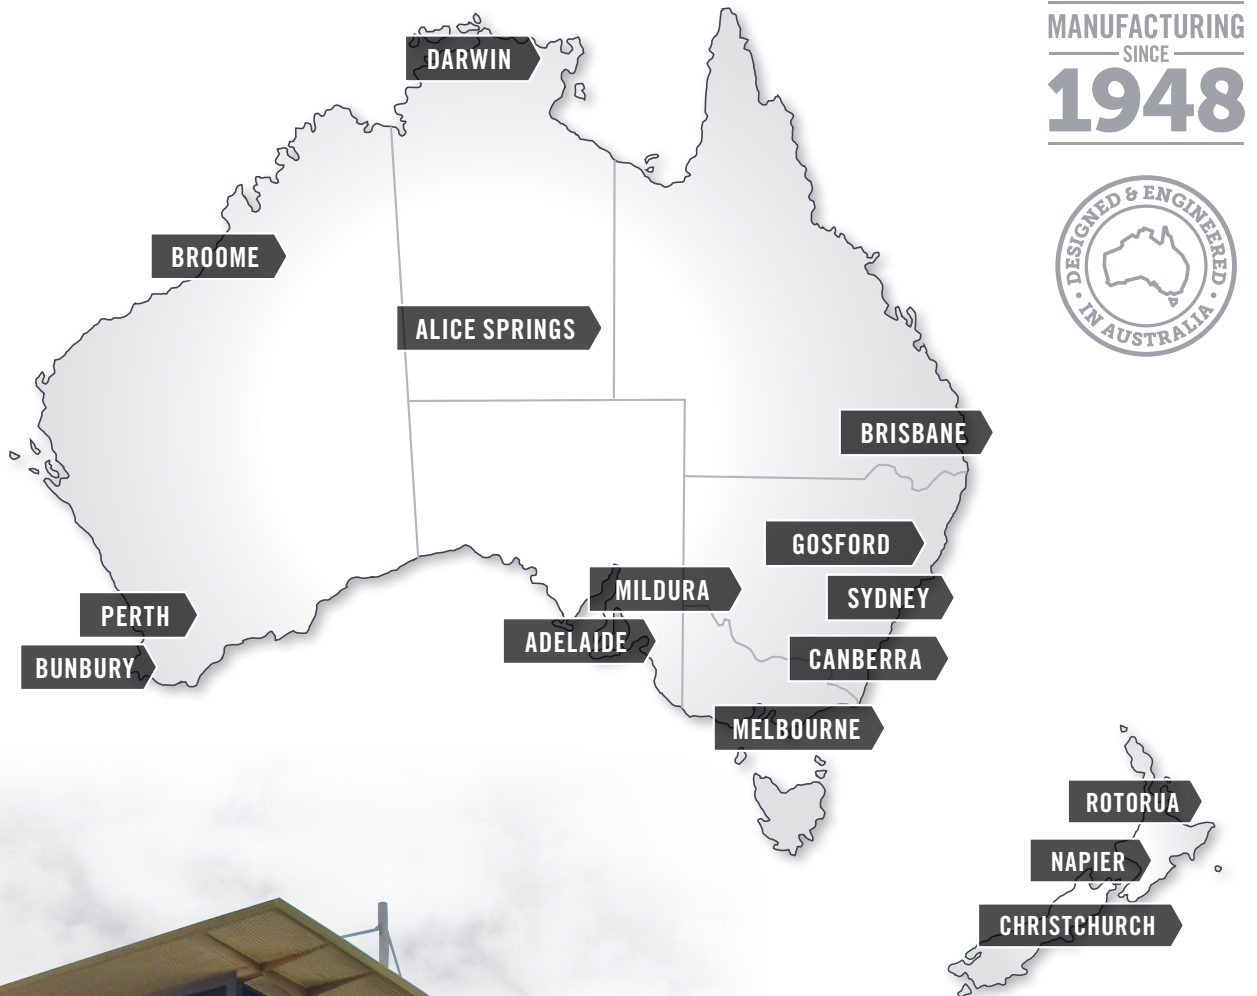 MANUFACTURING
SINCE
1948
DESIGNED & ENGINEERED
• IN AUSTRALIA •
DARWIN
BROOME
ALICE SPRINGS
BRISBANE
GOSFORD
MILDURA
SYDNEY
PERTH
ADELAIDE
CANBERRA
BUNBURY
MELBOURNE
ROTORUA
NAPIER
CHRISTCHURCH